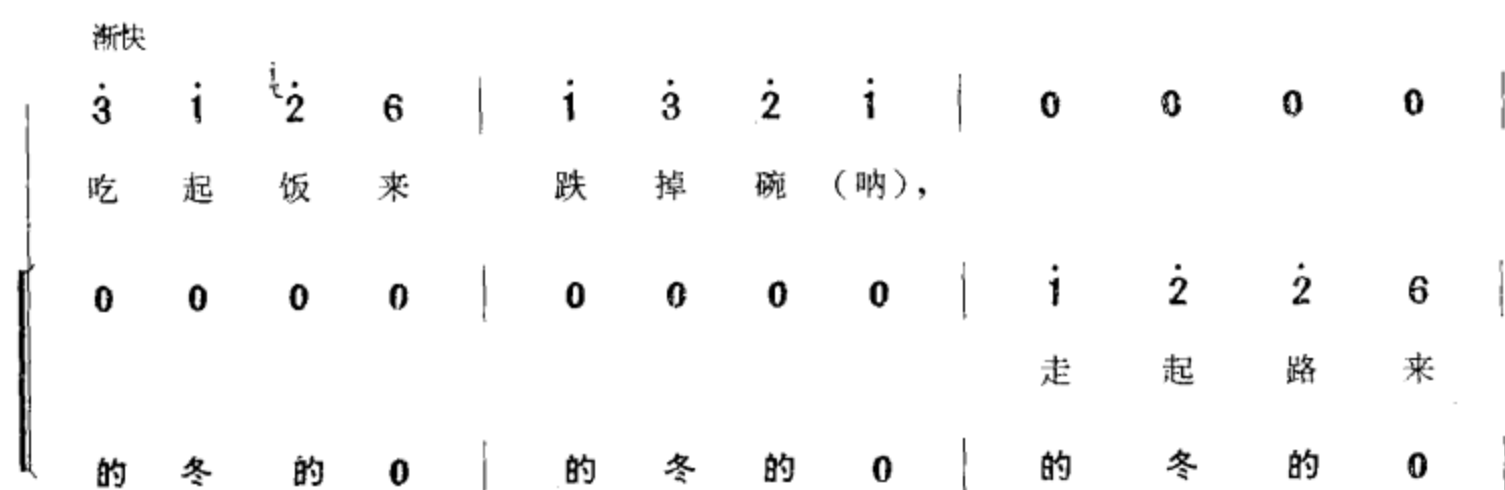 渐快
3̇ 1̇ 2̇ 6 | 1̇ 3̇ 2̇ 1̇ | 0 0 0 0 |
吃 起 饭 来 跌 掉 碗 (呐),
0 0 0 0 | 0 0 0 0 | 1̇ 2̇ 2̇ 6 |
走 起 路 来
的 冬 的 0 | 的 冬 的 0 | 的 冬 的 0 |